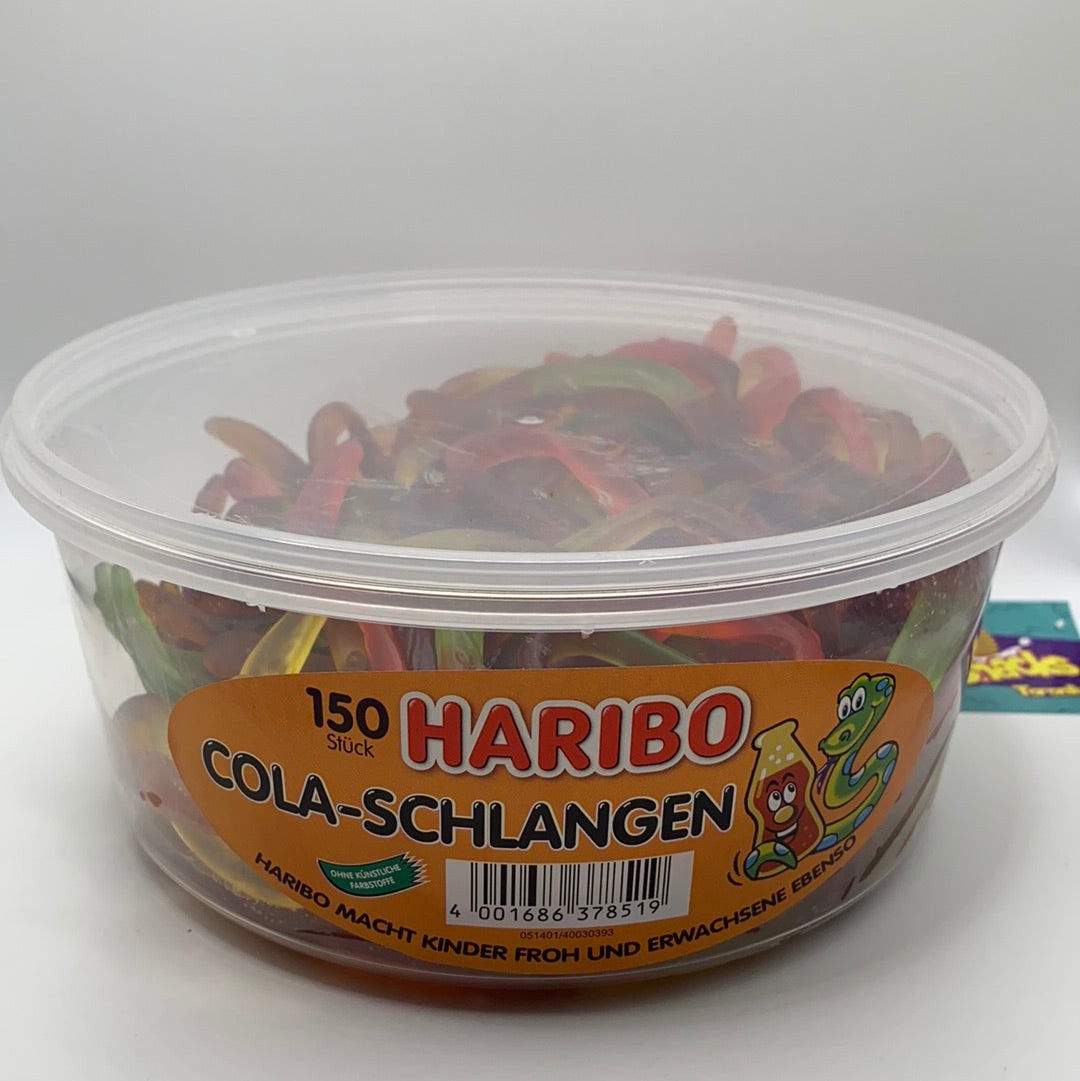 150
Stück
HARIBO
COLA-SCHLANGEN
OHNE KÜNSTLICHE
FARBSTOFFE
4 001686 378519
051401/40030393
HARIBO MACHT KINDER FROH UND ERWACHSENE EBENSO